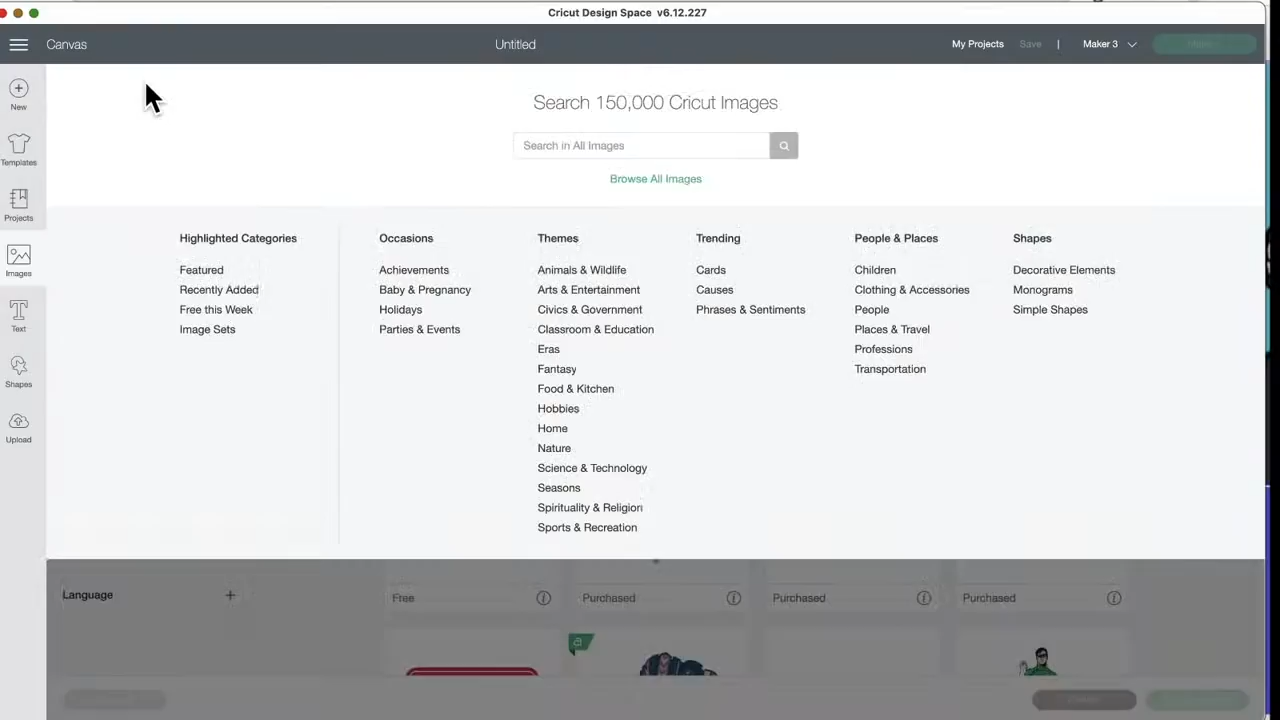 Cricut Design Space v6.12.227
Canvas
Untitled
My Projects
Save
|
Maker 3
New
Templates
Projects
Images
Text
Shapes
Upload
Search 150,000 Cricut Images
Search in All Images
Browse All Images
Highlighted Categories
Featured
Recently Added
Free this Week
Image Sets
Occasions
Achievements
Baby & Pregnancy
Holidays
Parties & Events
Themes
Animals & Wildlife
Arts & Entertainment
Civics & Government
Classroom & Education
Eras
Fantasy
Food & Kitchen
Hobbies
Home
Nature
Science & Technology
Seasons
Spirituality & Religion
Sports & Recreation
Trending
Cards
Causes
Phrases & Sentiments
People & Places
Children
Clothing & Accessories
People
Places & Travel
Professions
Transportation
Shapes
Decorative Elements
Monograms
Simple Shapes
Language +
Free
Purchased
Purchased
Purchased